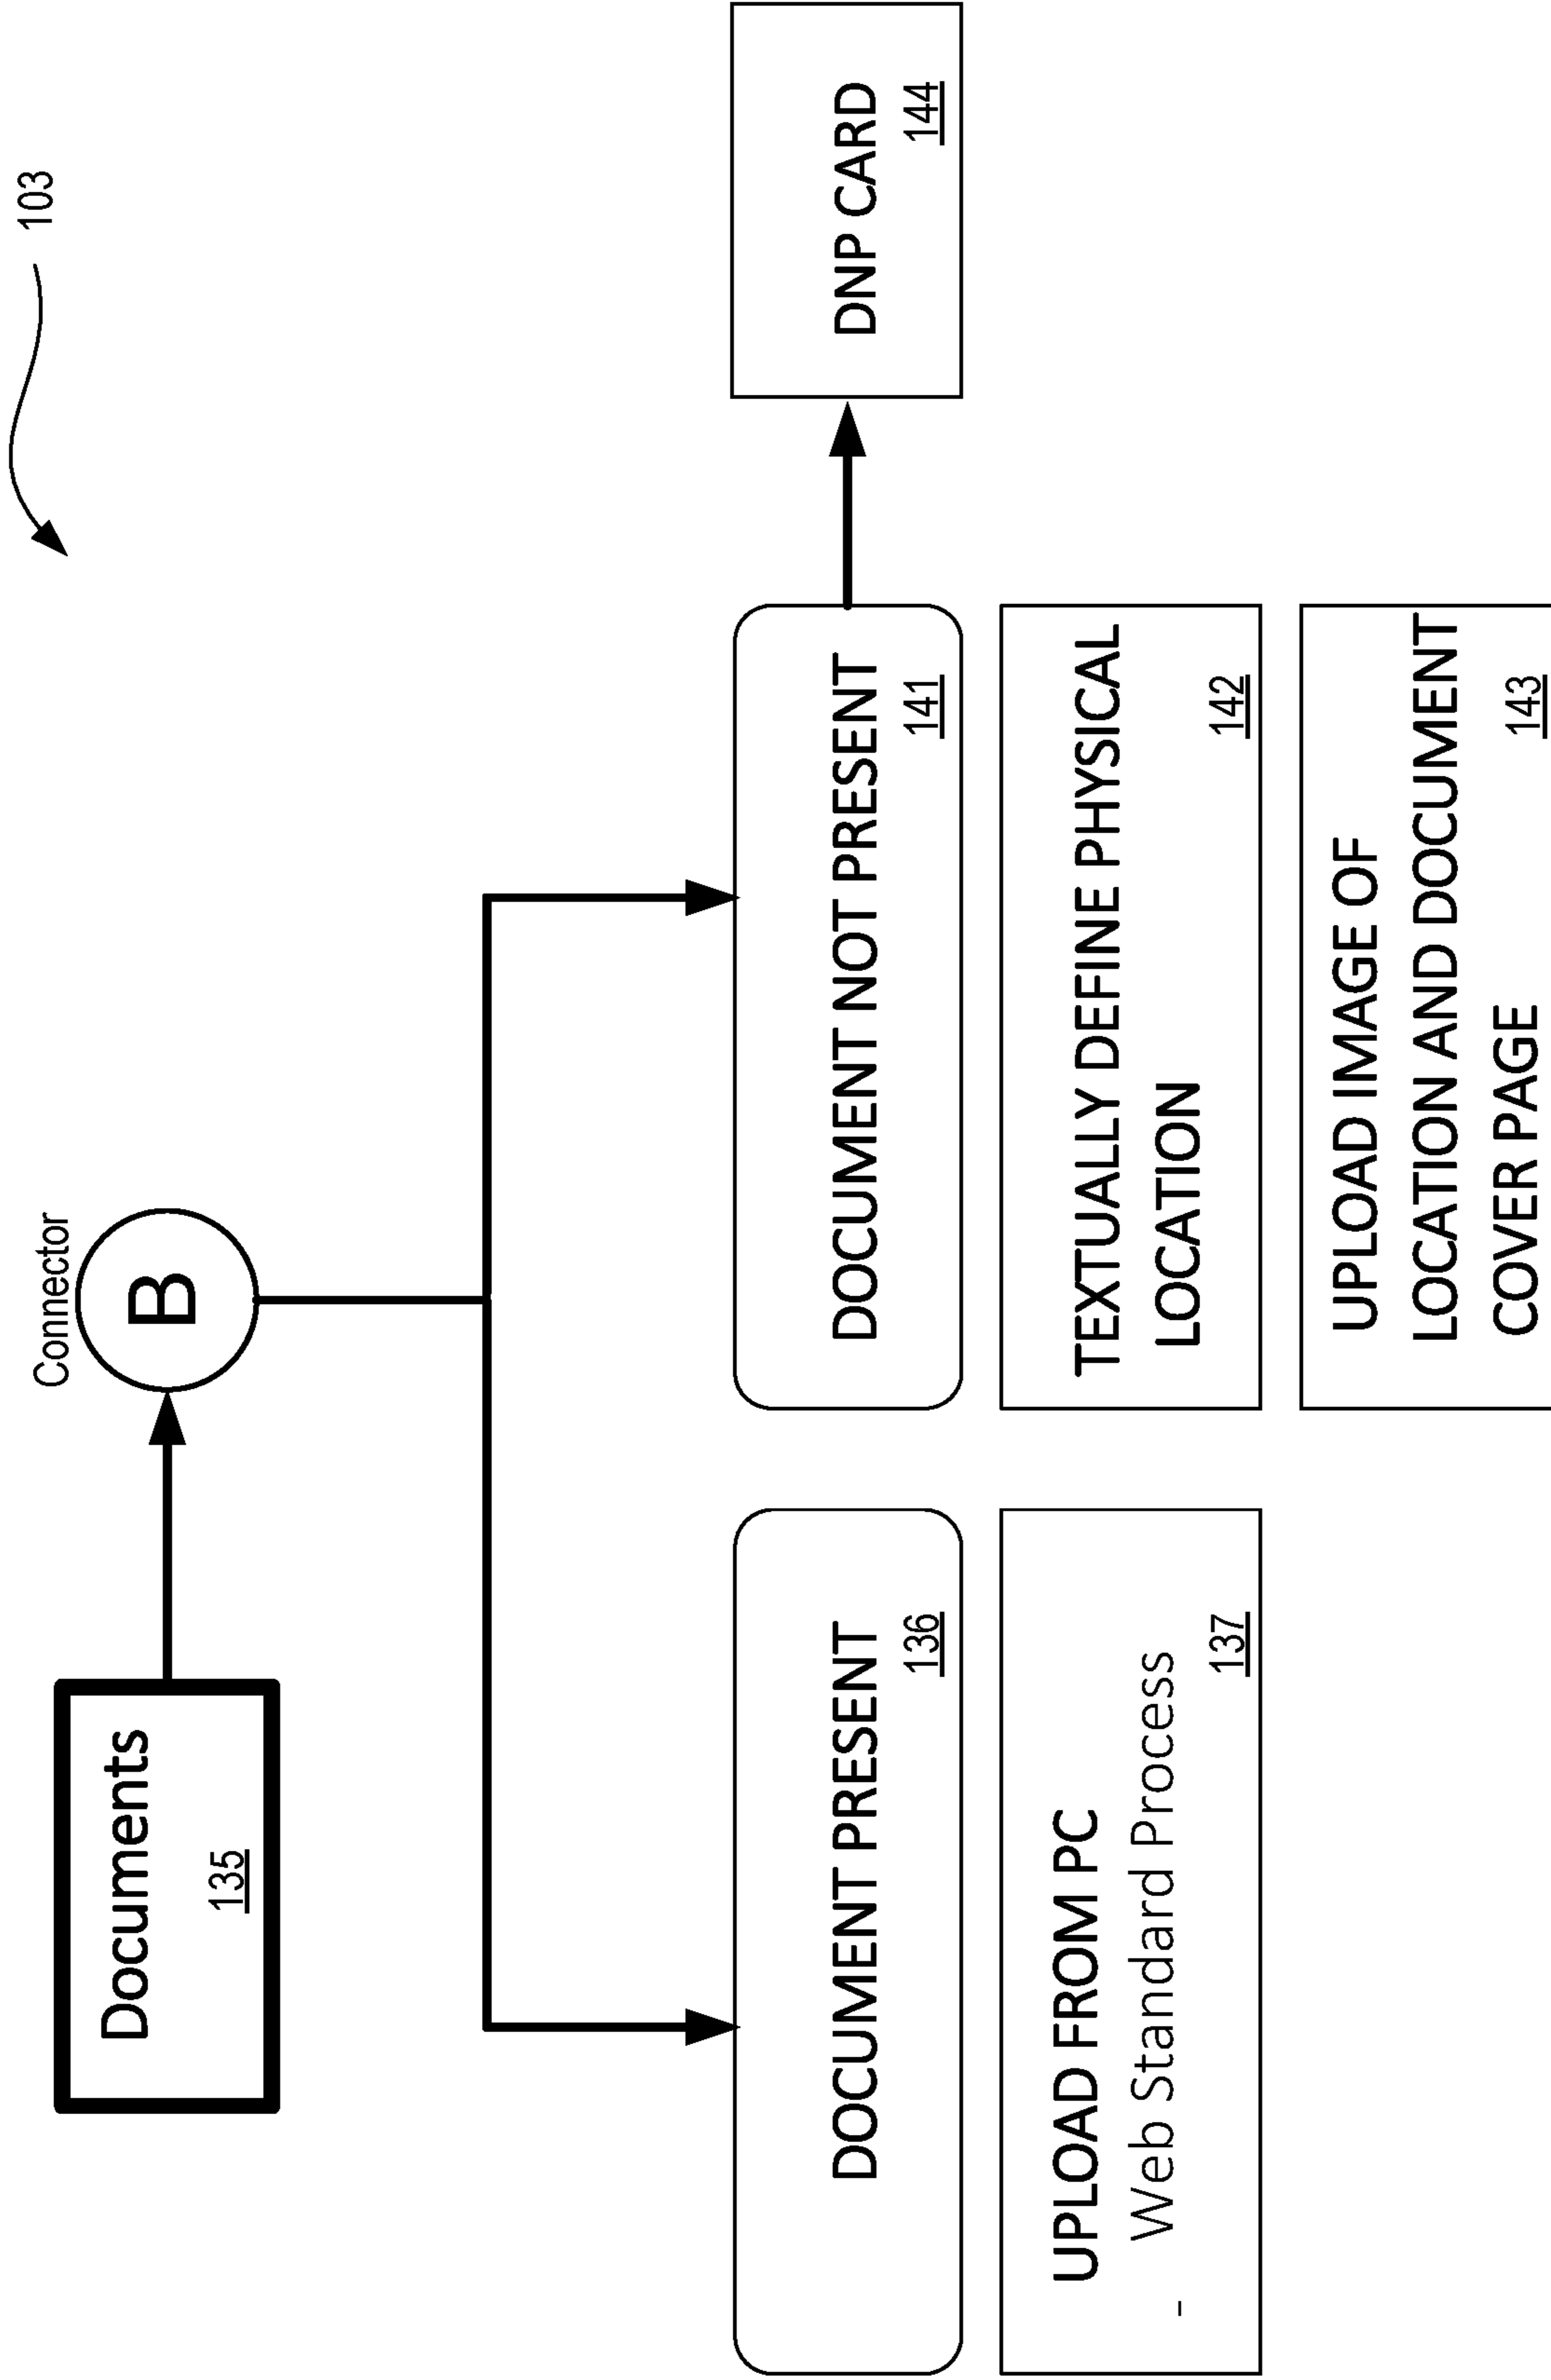 103
Connector
Documents
135
B
DOCUMENT PRESENT
136
UPLOAD FROM PC
- Web Standard Process
137
DOCUMENT NOT PRESENT
141
TEXTUALLY DEFINE PHYSICAL
LOCATION
142
UPLOAD IMAGE OF
LOCATION AND DOCUMENT
COVER PAGE
143
DNP CARD
144